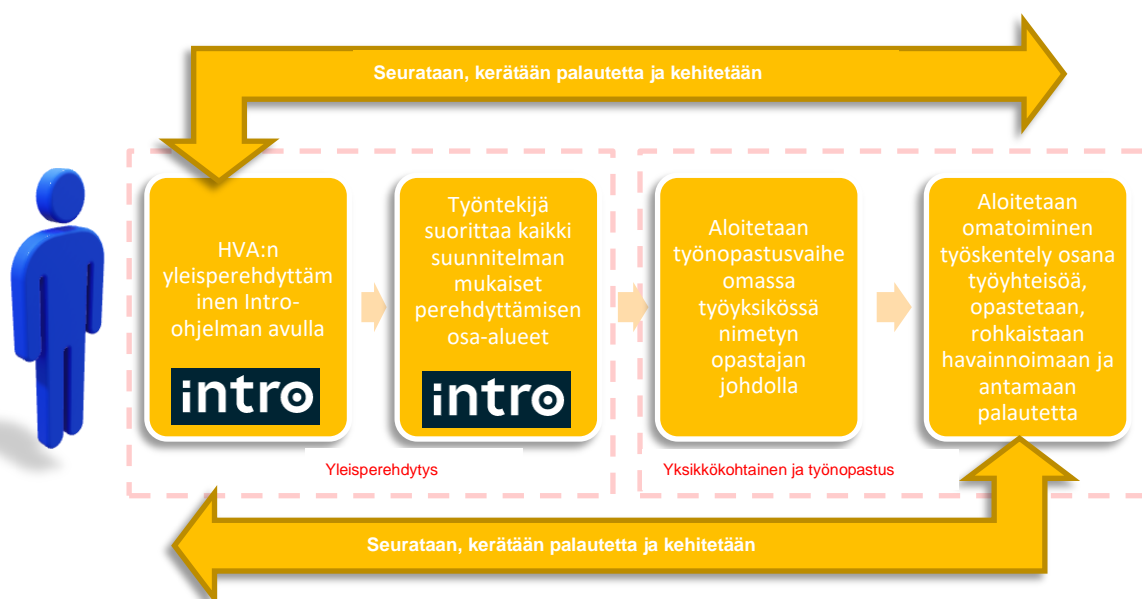 Seurataan, kerätään palautetta ja kehitetään
HVA:n
yleisperehdyttäm
inen Intro-
ohjelman avulla
intro
Työntekijä
suorittaa kaikki
suunnitelman
mukaiset
perehdyttämisen
osa-alueet
intro
Aloitetaan
työnopastusvaihe
omassa
työyksikössä
nimetyn
opastajan
johdolla
Aloitetaan
omatoiminen
työskentely osana
työyhteisöä,
opastetaan,
rohkaistaan
havainnoimaan ja
antamaan
palautetta
Yleisperehdytys
Yksikkökohtainen ja työnopastus
Seurataan, kerätään palautetta ja kehitetään